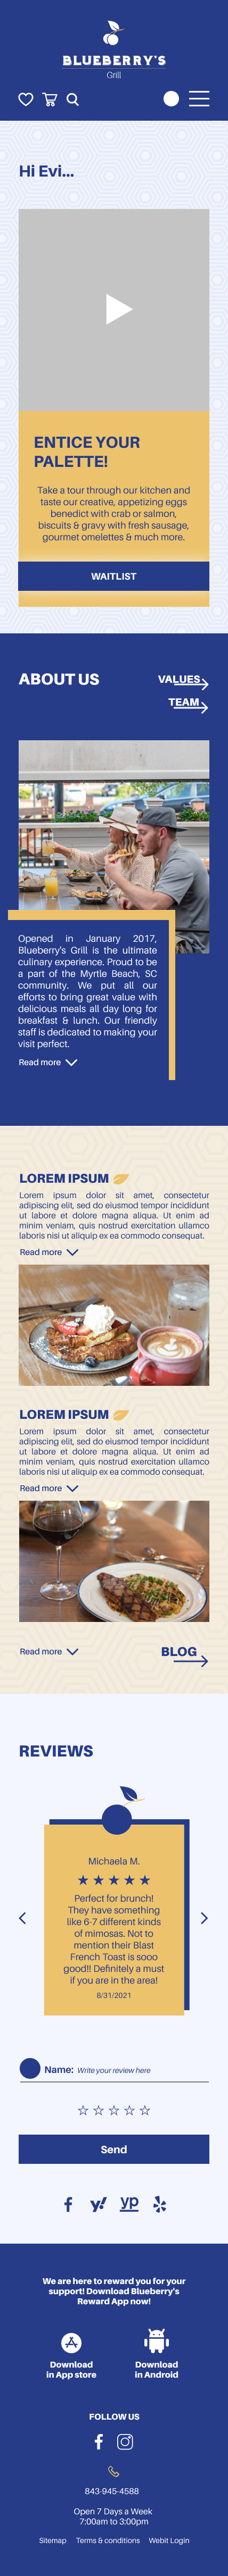 BLUEBERRY'S
Grill
Hi Evi...
ENTICE YOUR
PALETTE!
Take a tour through our kitchen and
taste our creative, appetizing eggs
benedict with crab or salmon,
biscuits & gravy with fresh sausage,
gourmet omelettes & much more.
WAITLIST
ABOUT US
VALUES
TEAM
Opened in January 2017,
Blueberry's Grill is the ultimate
culinary experience. Proud to be
a part of the Myrtle Beach, SC
community. We put all our
efforts to bring great value with
delicious meals all day long for
breakfast & lunch. Our friendly
staff is dedicated to making your
visit perfect.
Read more
LOREM IPSUM
Lorem ipsum dolor sit amet, consectetur
adipiscing elit, sed do eiusmod tempor incididunt
ut labore et dolore magna aliqua. Ut enim ad
minim veniam, quis nostrud exercitation ullamco
laboris nisi ut aliquip ex ea commodo consequat.
Read more
LOREM IPSUM
Lorem ipsum dolor sit amet, consectetur
adipiscing elit, sed do eiusmod tempor incididunt
ut labore et dolore magna aliqua. Ut enim ad
minim veniam, quis nostrud exercitation ullamco
laboris nisi ut aliquip ex ea commodo consequat.
Read more
Read more
BLOG
REVIEWS
Michaela M.
Perfect for brunch!
They have something
like 6-7 different kinds
of mimosas. Not to
mention their Blast
French Toast is sooo
good!! Definitely a must
if you are in the area!
8/31/2021
Name: Write your review here
Send
f y! yp
We are here to reward you for your
support! Download Blueberry's
Reward App now!
Download
in App store
Download
in Android
FOLLOW US
f
843-945-4588
Open 7 Days a Week
7:00am to 3:00pm
Sitemap Terms & conditions Webit Login